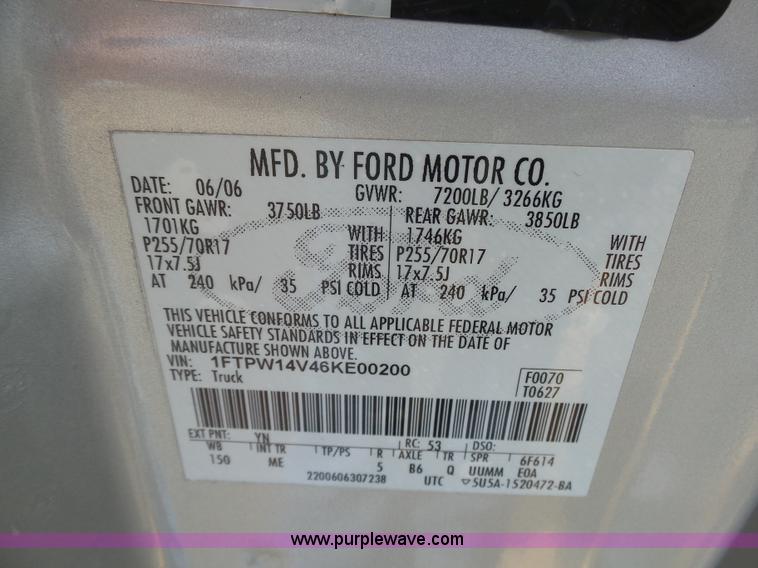 MFD. BY FORD MOTOR CO.
DATE: 06/06 GVWR: 7200LB/ 3266KG
FRONT GAWR: 3750LB REAR GAWR: 3850LB
1701KG WITH 1746KG WITH
P255/70R17 TIRES P255/70R17 TIRES
17x7.5J RIMS 17x7.5J RIMS
AT 240 kPa/ 35 PSI COLD AT 240 kPa/ 35 PSI COLD
Ford
THIS VEHICLE CONFORMS TO ALL APPLICABLE FEDERAL MOTOR
VEHICLE SAFETY STANDARDS IN EFFECT ON THE DATE OF
MANUFACTURE SHOWN ABOVE.
VIN: 1FTPW14V46KE00200
TYPE: Truck
F0070
T0627
EXT PNT: YN RC: 53 DSO:
WB INT TR TP/PS R AXLE TR SPR 6F614
150 ME 5 B6 Q UUMM E0A
2200606307238 UTC ▽5U5A-1520472-BA
www.purplewave.com